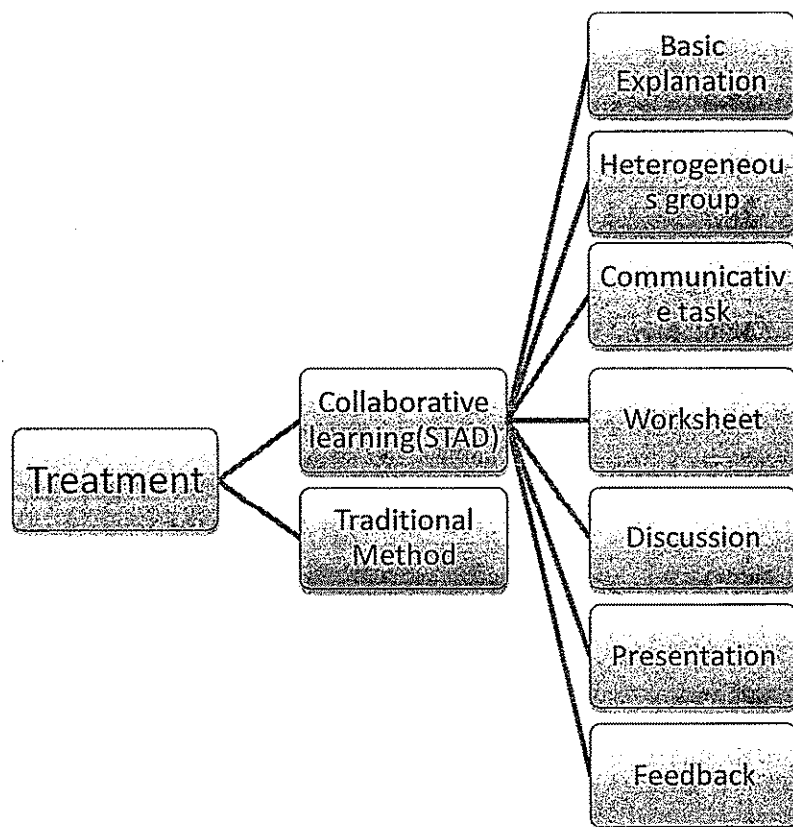 Treatment
Collaborative
learning(STAD)
Traditional
Method
Basic
Explanation
Heterogeneou
s group
Communicativ
e task
Worksheet
Discussion
Presentation
Feedback